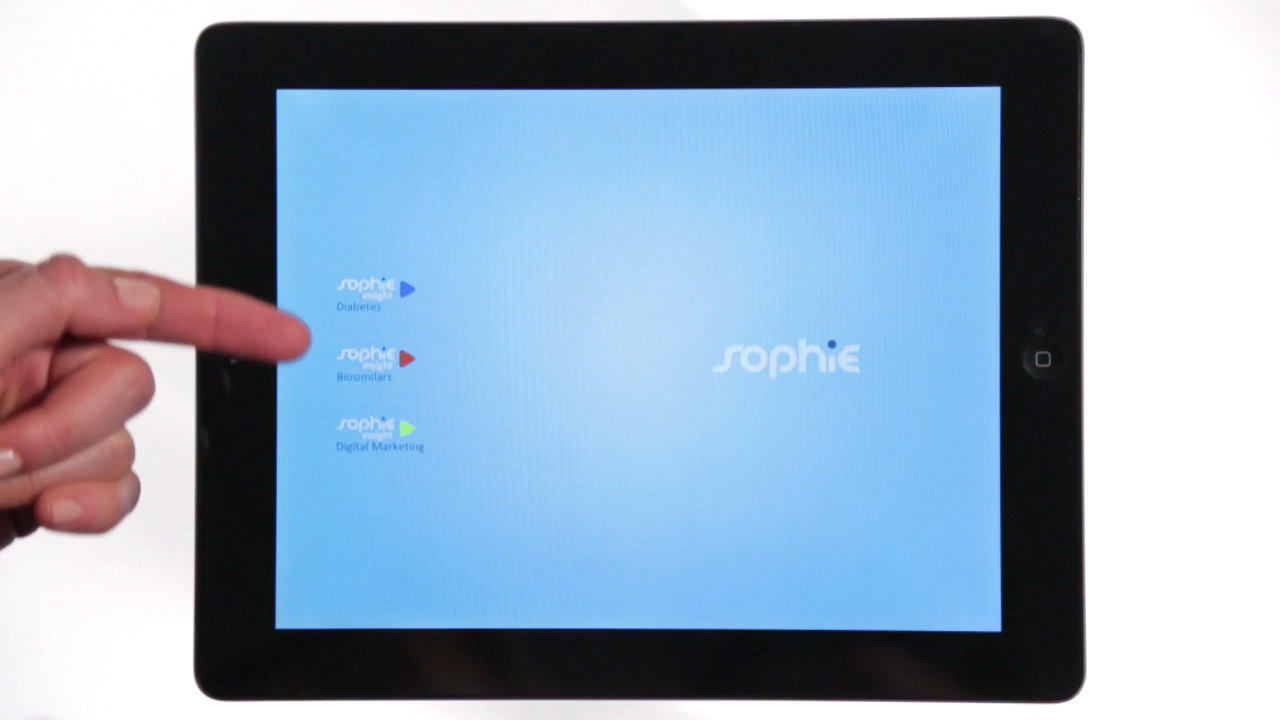 sophie
insight
Diabetes
sophie
insight
Biosimilars
sophie
insight
Digital Marketing
sophie